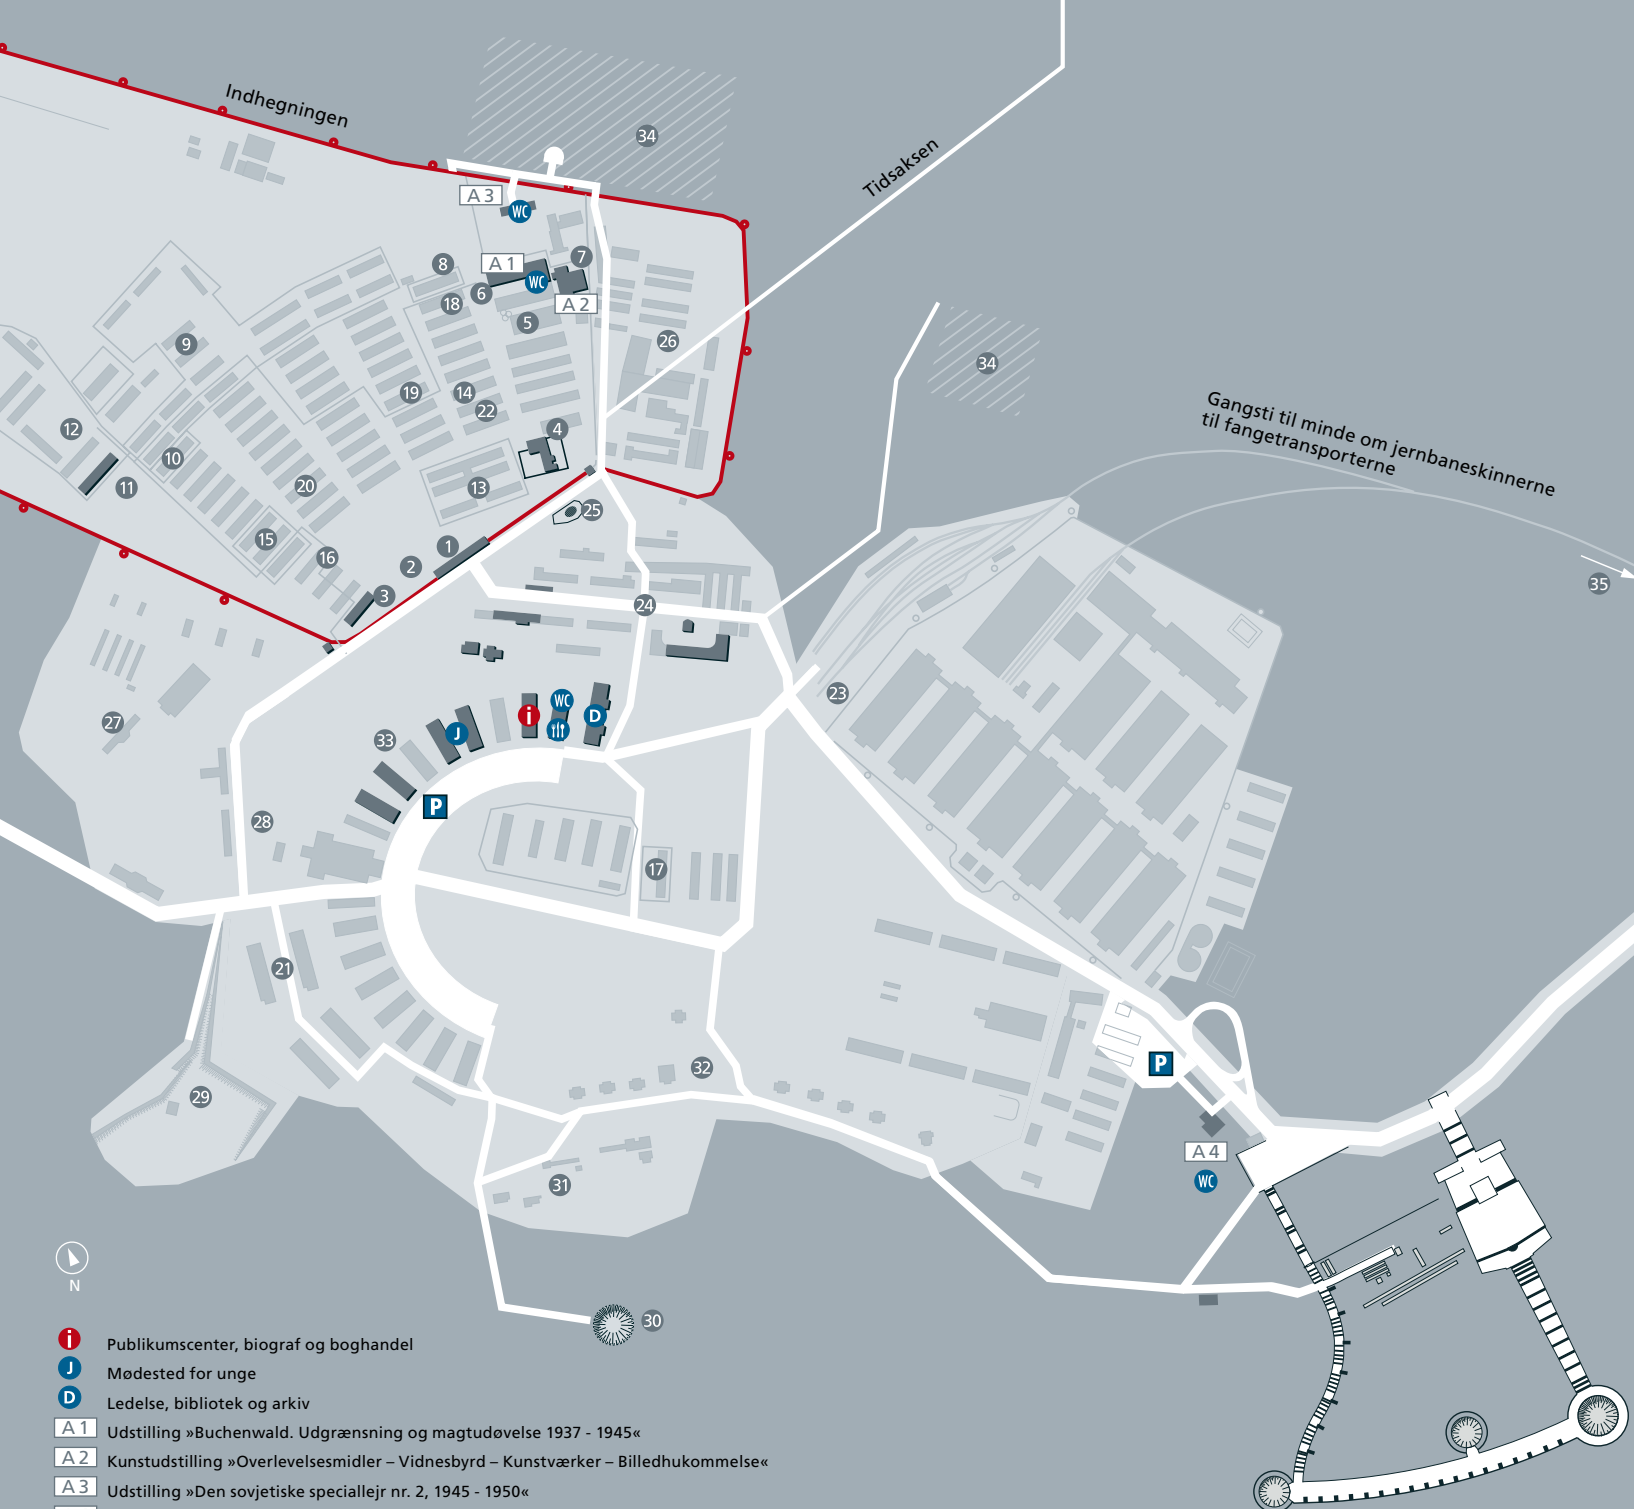 Indhegningen
34
Tidsaksen
A 3
WC
A 1
7
8
WC
6
A 2
18
5
26
9
34
19
14
22
Gangsti til minde om jernbaneskinnerne
til fangetransporterne
12
4
10
11
20
13
25
15
1
16
2
35
3
24
23
WC
27
i
D
J
33
P
28
17
21
32
P
29
A 4
WC
31
30
N
i Publikumscenter, biograf og boghandel
J Mødested for unge
D Ledelse, bibliotek og arkiv
A 1 Udstilling »Buchenwald. Udgrænsning og magtudøvelse 1937 - 1945«
A 2 Kunstudstilling »Overlevelsesmidler – Vidnesbyrd – Kunstværker – Billedhukommelse«
A 3 Udstilling »Den sovjetiske speciallejr nr. 2, 1945 - 1950«